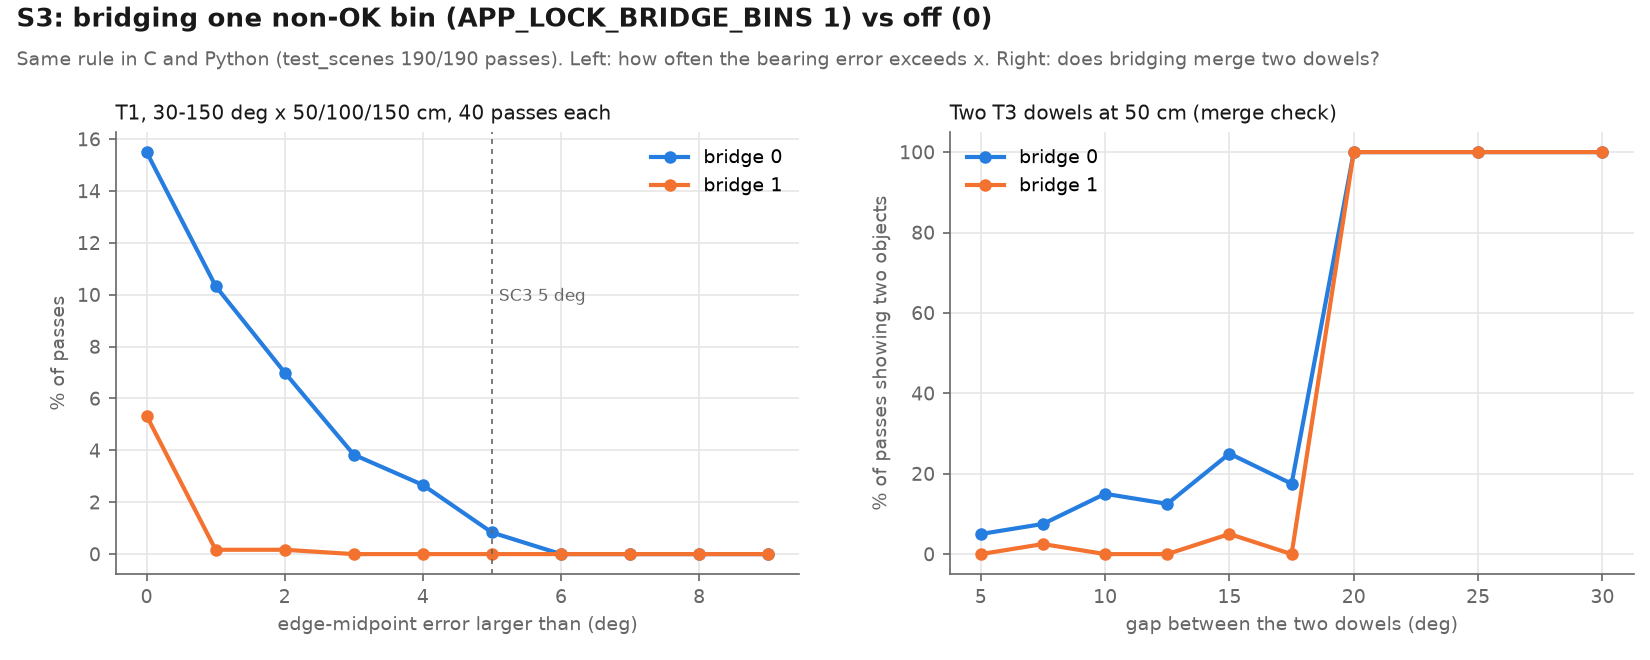 S3: bridging one non-OK bin (APP_LOCK_BRIDGE_BINS 1) vs off (0)
Same rule in C and Python (test_scenes 190/190 passes). Left: how often the bearing error exceeds x. Right: does bridging merge two dowels?
T1, 30-150 deg x 50/100/150 cm, 40 passes each
bridge 0
bridge 1
SC3 5 deg
% of passes
16
14
12
10
8
6
4
2
0
0 2 4 6 8
edge-midpoint error larger than (deg)
Two T3 dowels at 50 cm (merge check)
bridge 0
bridge 1
% of passes showing two objects
100
80
60
40
20
0
5 10 15 20 25 30
gap between the two dowels (deg)